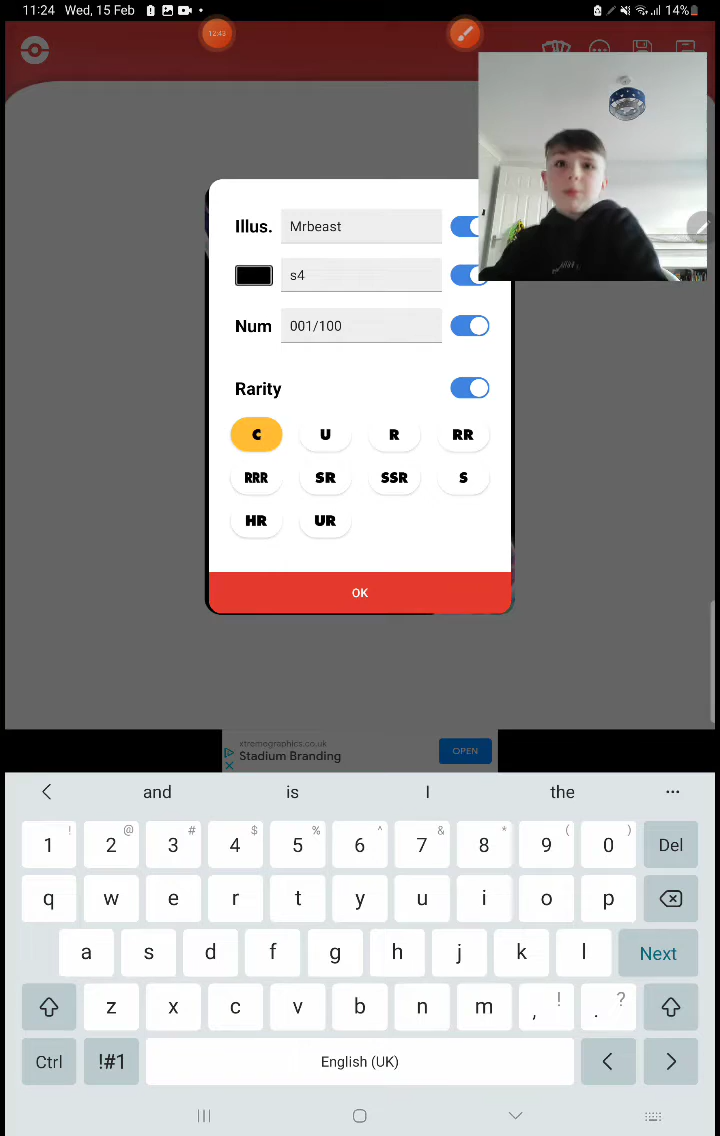 11:24 Wed, 15 Feb 14%
12:43
Illus. Mrbeast
s4
Num 001/100
Rarity
C U R RR
RRR SR SSR S
HR UR
OK
xtremegraphics.co.uk
Stadium Branding
OPEN
and is I the ...
1 ! 2 @ 3 # 4 $ 5 % 6 ^ 7 & 8 * 9 ( 0 ) Del
q w e r t y u i o p
a s d f g h j k l Next
z x c v b n m , ! . ?
Ctrl !#1 English (UK) < >